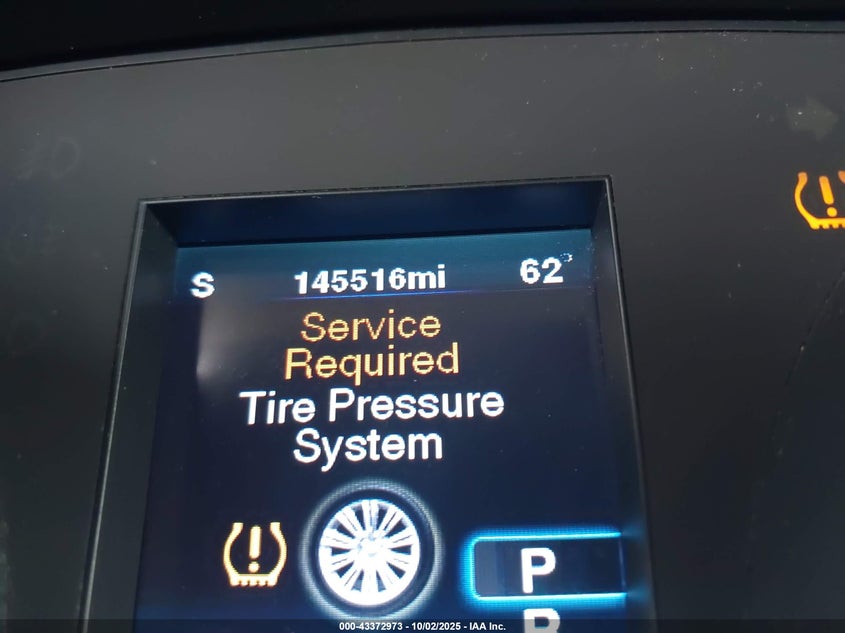 S 145516mi 62°
Service
Required
Tire Pressure
System
P
000-43372973 - 10/02/2025 - IAA Inc.